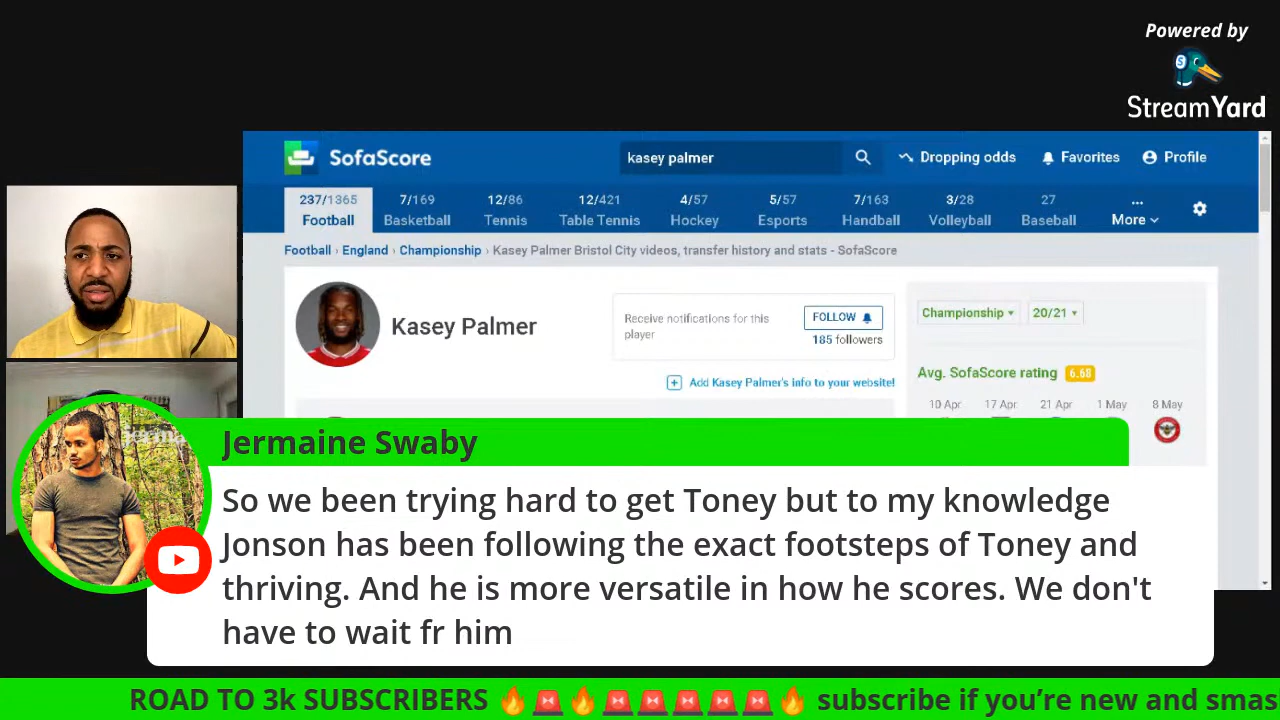 Powered by
StreamYard
SofaScore
kasey palmer
Dropping odds
Favorites
Profile
237/1365
Football
7/169
Basketball
12/86
Tennis
12/421
Table Tennis
4/57
Hockey
5/57
Esports
7/163
Handball
3/28
Volleyball
27
Baseball
...
More
Football › England › Championship › Kasey Palmer Bristol City videos, transfer history and stats - SofaScore
Kasey Palmer
Receive notifications for this
player
FOLLOW
185 followers
Add Kasey Palmer's info to your website!
Championship
20/21
Avg. SofaScore rating 6.68
10 Apr 17 Apr 21 Apr 1 May 8 May
Jermaine Swaby
So we been trying hard to get Toney but to my knowledge
Jonson has been following the exact footsteps of Toney and
thriving. And he is more versatile in how he scores. We don't
have to wait fr him
ROAD TO 3k SUBSCRIBERS 🔥🚨🔥🚨🚨🚨🚨🚨🔥 subscribe if you’re new and smas